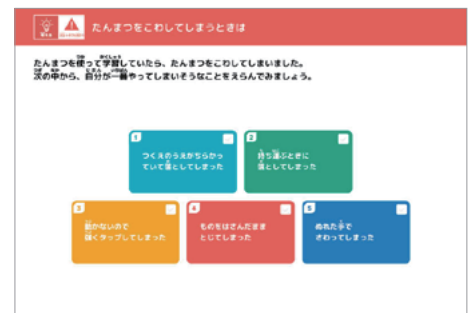 たんまつをこわしてしまうときは
たんまつを使って学習していたら、たんまつをこわしてしまいました。
次の中から、自分が一番やってしまいそうなことをえらんでみましょう。
1
つくえのうえがちらかっ
ていて落としてしまった
2
持ち運ぶときに
落としてしまった
3
動かないので
強くタップしてしまった
4
ものをはさんだまま
とじてしまった
5
ぬれた手で
さわってしまった